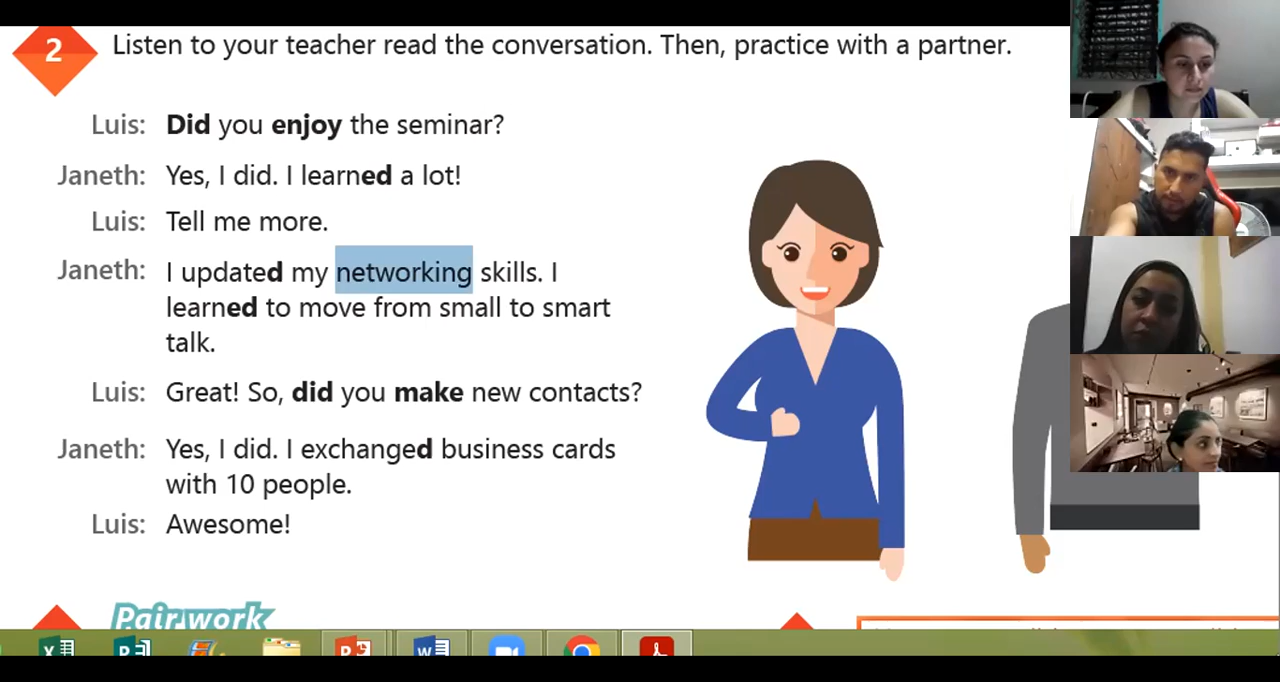 2 Listen to your teacher read the conversation. Then, practice with a partner.
Luis: Did you enjoy the seminar?
Janeth: Yes, I did. I learned a lot!
Luis: Tell me more.
Janeth: I updated my networking skills. I
learned to move from small to smart
talk.
Luis: Great! So, did you make new contacts?
Janeth: Yes, I did. I exchanged business cards
with 10 people.
Luis: Awesome!
Pair work